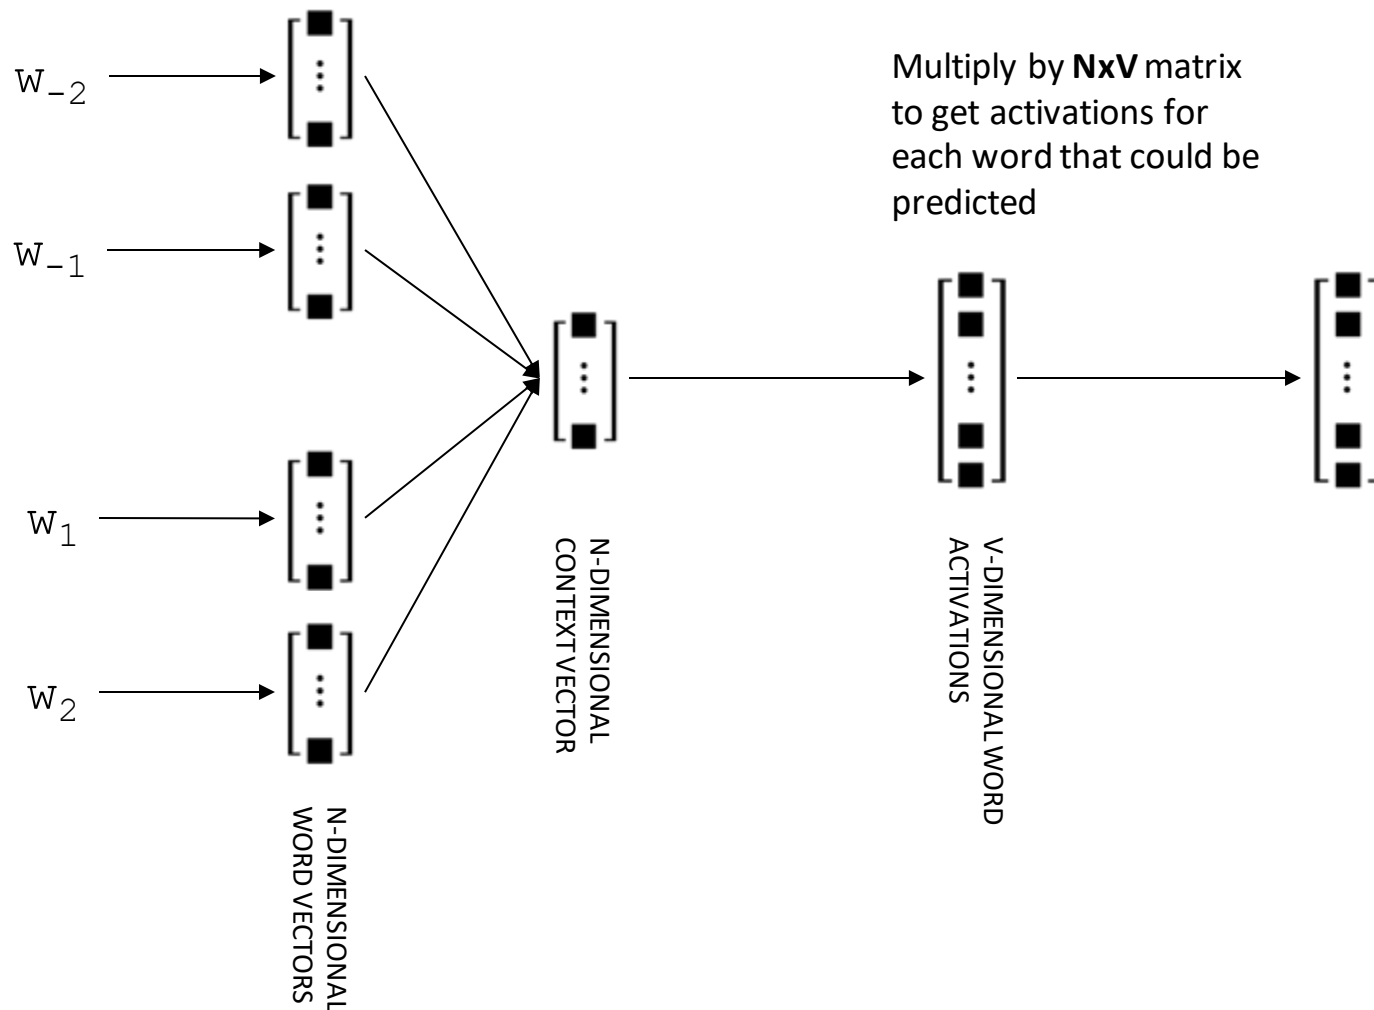 W-2
Multiply by NxV matrix
to get activations for
each word that could be
predicted
W-1
W1
W2
N-DIMENSIONAL
CONTEXT VECTOR
V-DIMENSIONAL WORD
ACTIVATIONS
N-DIMENSIONAL
WORD VECTORS